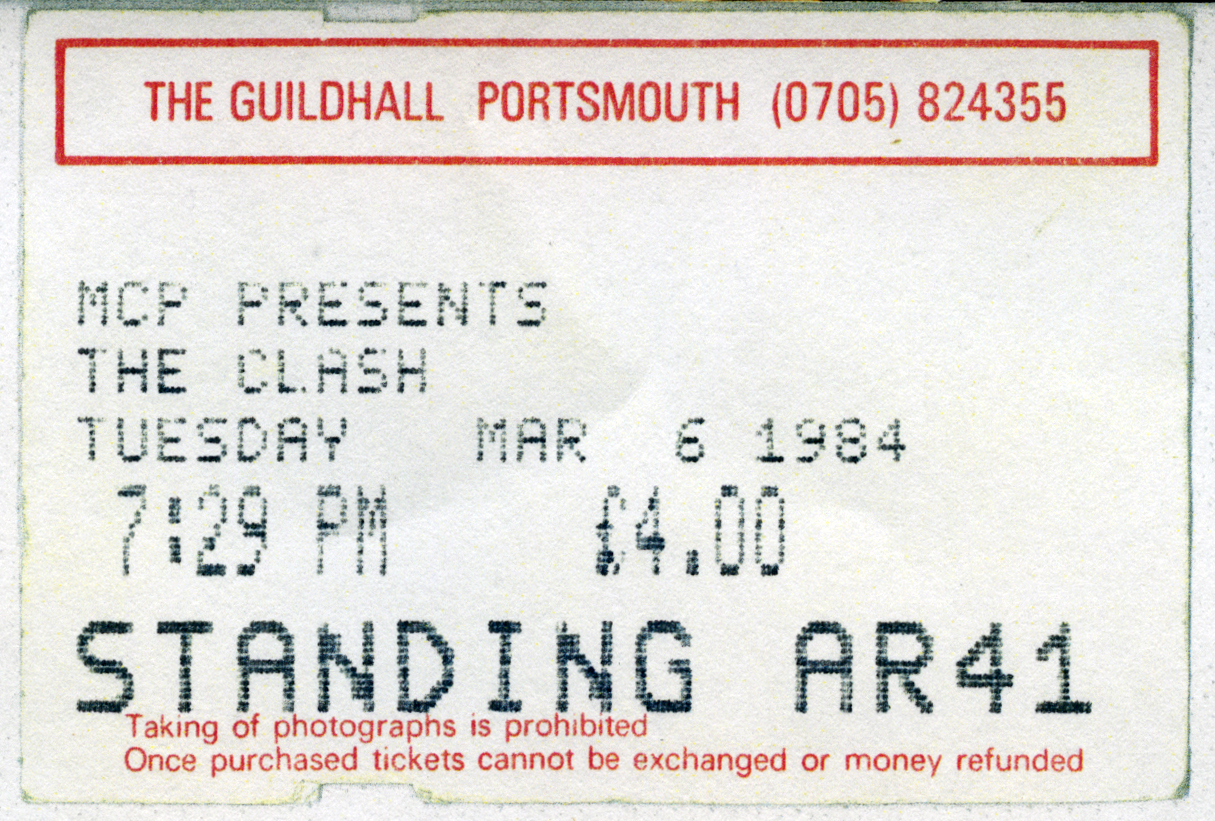 THE GUILDHALL PORTSMOUTH (0705) 824355
MCP PRESENTS
THE CLASH
TUESDAY MAR 6 1984
7:29 PM £4.00
STANDING AR41
Taking of photographs is prohibited
Once purchased tickets cannot be exchanged or money refunded